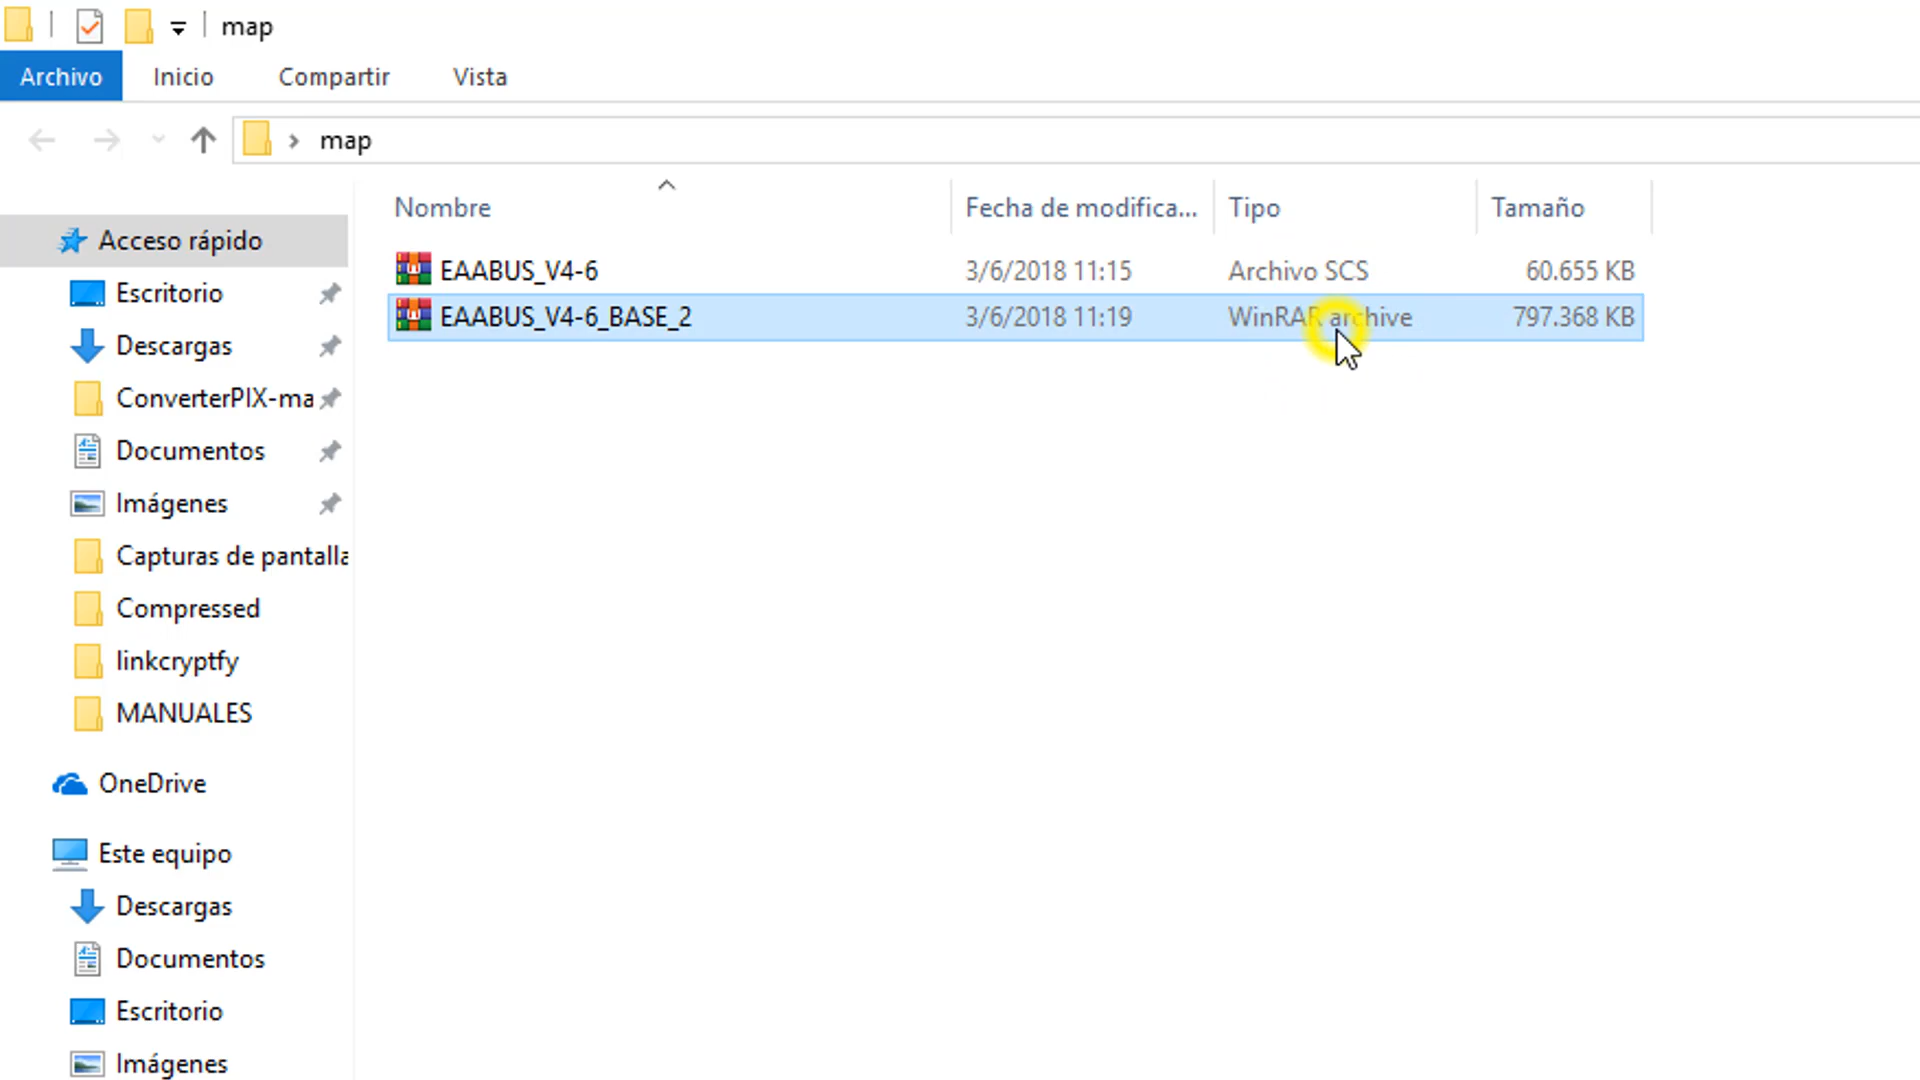 map
Archivo Inicio Compartir Vista
map
Nombre Fecha de modifica... Tipo Tamaño
EAABUS_V4-6 3/6/2018 11:15 Archivo SCS 60.655 KB
EAABUS_V4-6_BASE_2 3/6/2018 11:19 WinRAR archive 797.368 KB
Acceso rápido
Escritorio
Descargas
ConverterPIX-ma
Documentos
Imágenes
Capturas de pantalla
Compressed
linkcryptfy
MANUALES
OneDrive
Este equipo
Descargas
Documentos
Escritorio
Imágenes